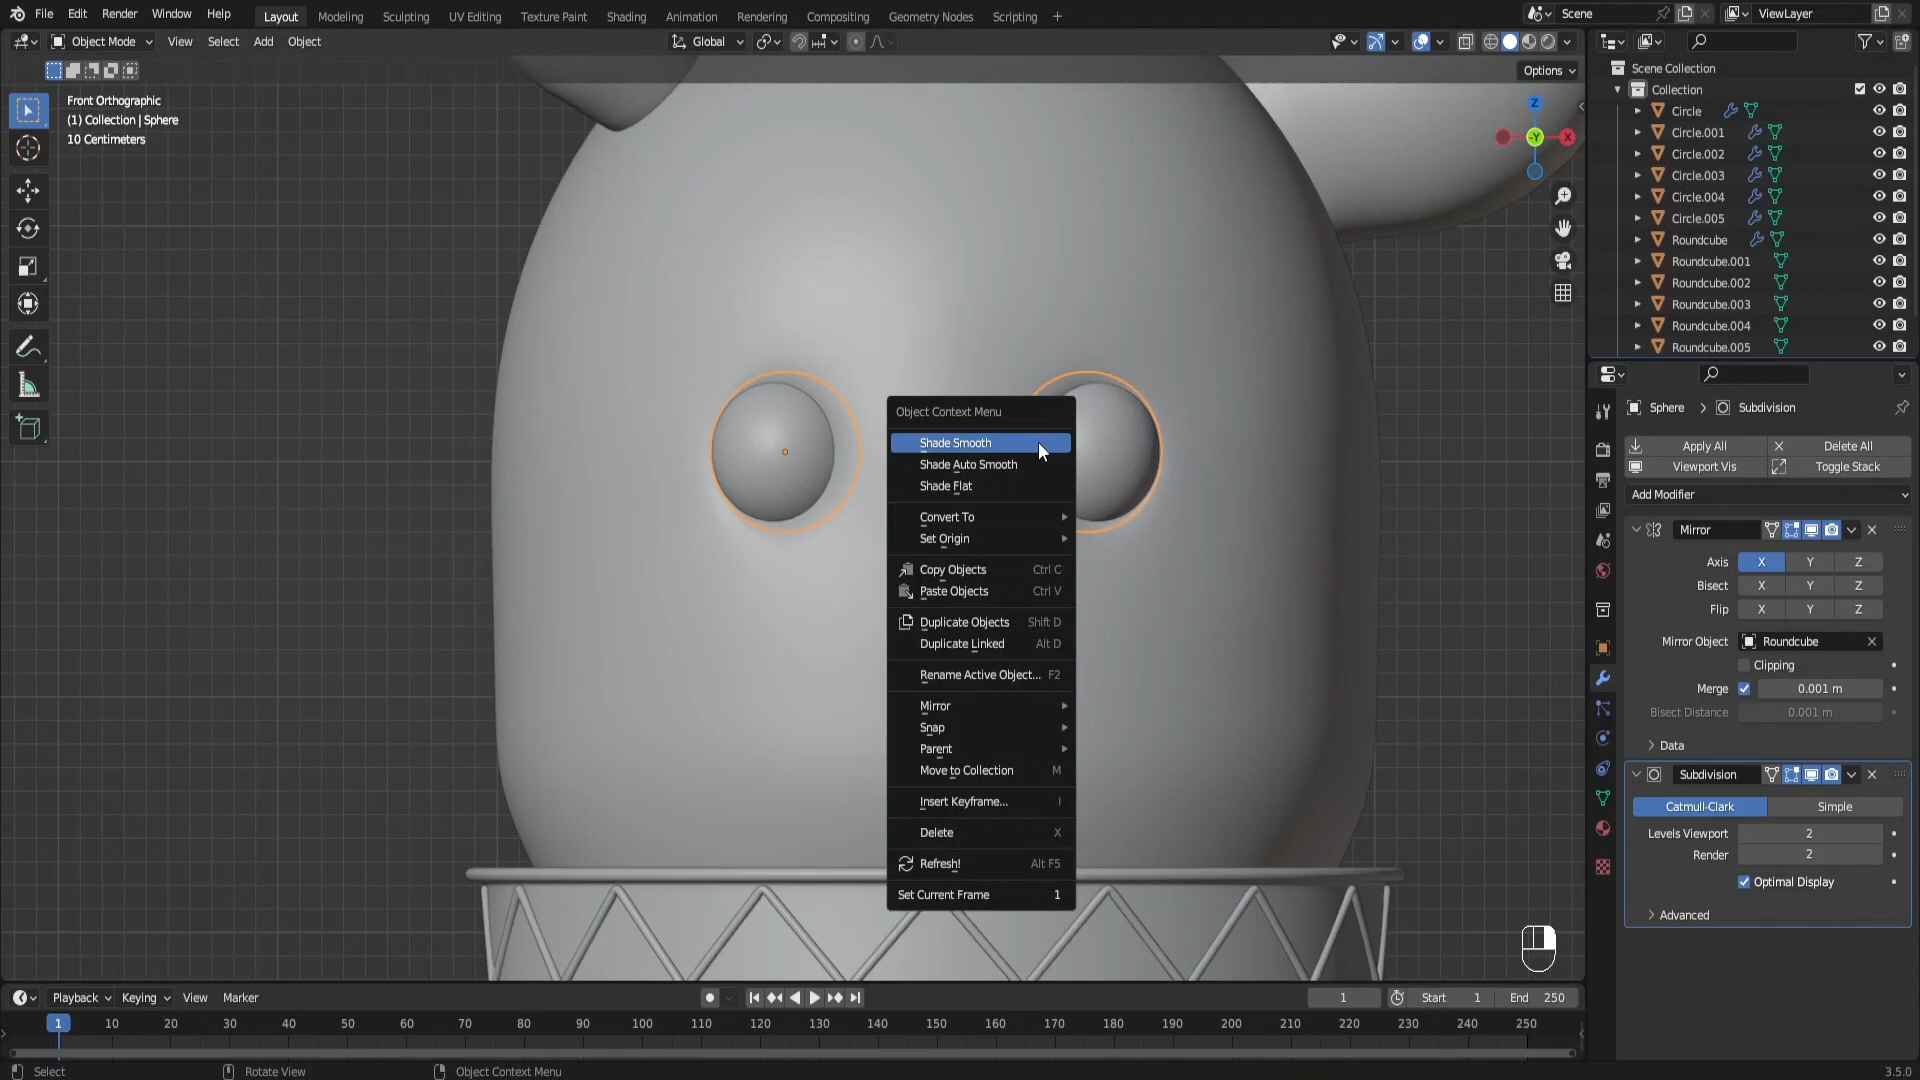 File Edit Render Window Help Layout Modeling Sculpting UV Editing Texture Paint Shading Animation Rendering Compositing Geometry Nodes Scripting + Scene ViewLayer
Object Mode View Select Add Object Global
Options
Front Orthographic
(1) Collection | Sphere
10 Centimeters
Z
-Y
X
Scene Collection
Collection
Circle
Circle.001
Circle.002
Circle.003
Circle.004
Circle.005
Roundcube
Roundcube.001
Roundcube.002
Roundcube.003
Roundcube.004
Roundcube.005
Object Context Menu
Shade Smooth
Shade Auto Smooth
Shade Flat
Convert To
Set Origin
Copy Objects Ctrl C
Paste Objects Ctrl V
Duplicate Objects Shift D
Duplicate Linked Alt D
Rename Active Object... F2
Mirror
Snap
Parent
Move to Collection M
Insert Keyframe... I
Delete X
Refresh! Alt F5
Set Current Frame 1
Sphere > Subdivision
Apply All Delete All
Viewport Vis Toggle Stack
Add Modifier
Mirror
Axis X Y Z
Bisect X Y Z
Flip X Y Z
Mirror Object Roundcube
Clipping
Merge 0.001 m
Bisect Distance 0.001 m
Data
Subdivision
Catmull-Clark Simple
Levels Viewport 2
Render 2
Optimal Display
Advanced
Playback Keying View Marker 1 Start 1 End 250
1 10 20 30 40 50 60 70 80 90 100 110 120 130 140 150 160 170 180 190 200 210 220 230 240 250
Select Rotate View Object Context Menu 3.5.0